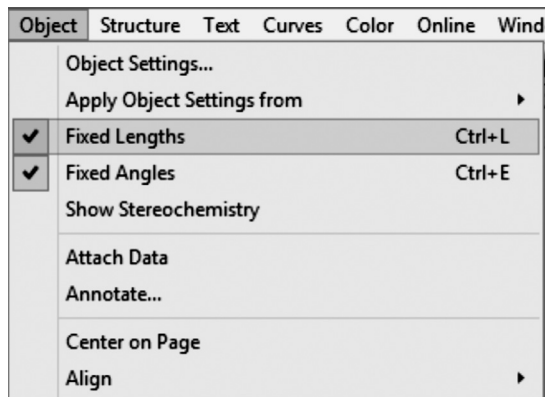 Object Structure Text Curves Color Online Wind
Object Settings...
Apply Object Settings from
Fixed Lengths Ctrl+L
Fixed Angles Ctrl+E
Show Stereochemistry
Attach Data
Annotate...
Center on Page
Align